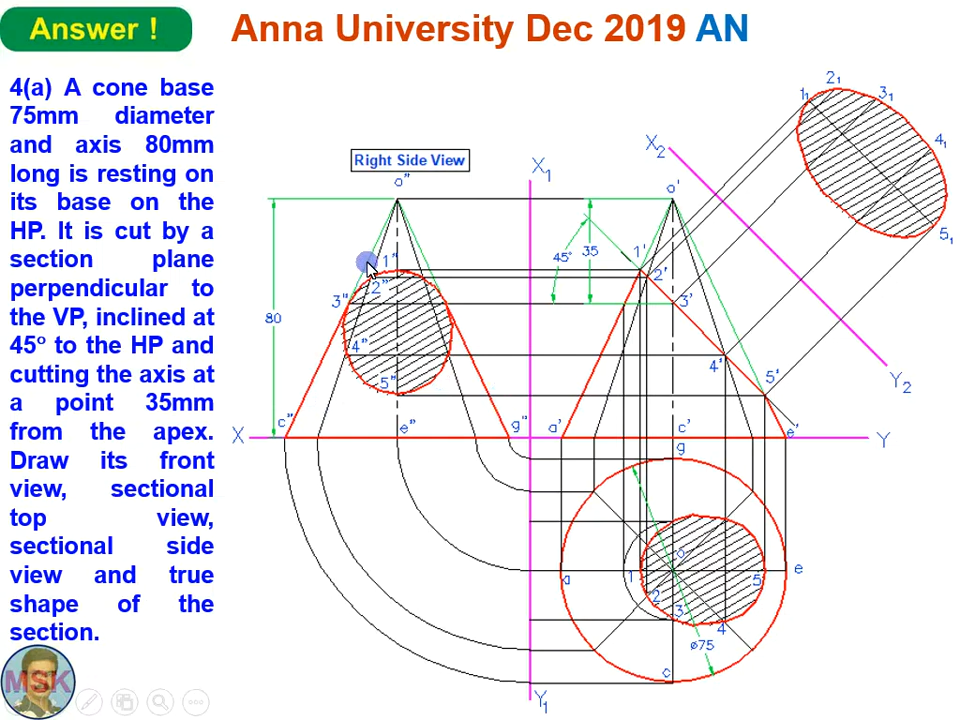 Answer !
Anna University Dec 2019 AN
4(a) A cone base
75mm diameter
and axis 80mm
long is resting on
its base on the
HP. It is cut by a
section plane
perpendicular to
the VP, inclined at
45° to the HP and
cutting the axis at
a point 35mm
from the apex.
Draw its front
view, sectional
top view,
sectional side
view and true
shape of the
section.
MSK
Right Side View
o"
X1
X2
o'
1₁
2₁
3₁
4₁
5₁
1"
2"
3"
4"
5"
80
45°
35
1'
2'
3'
4'
5'
Y2
X
c"
e"
g"
a'
c'
e'
Y
g
a
o
e
1
2
3
4
5
ø75
c
Y1